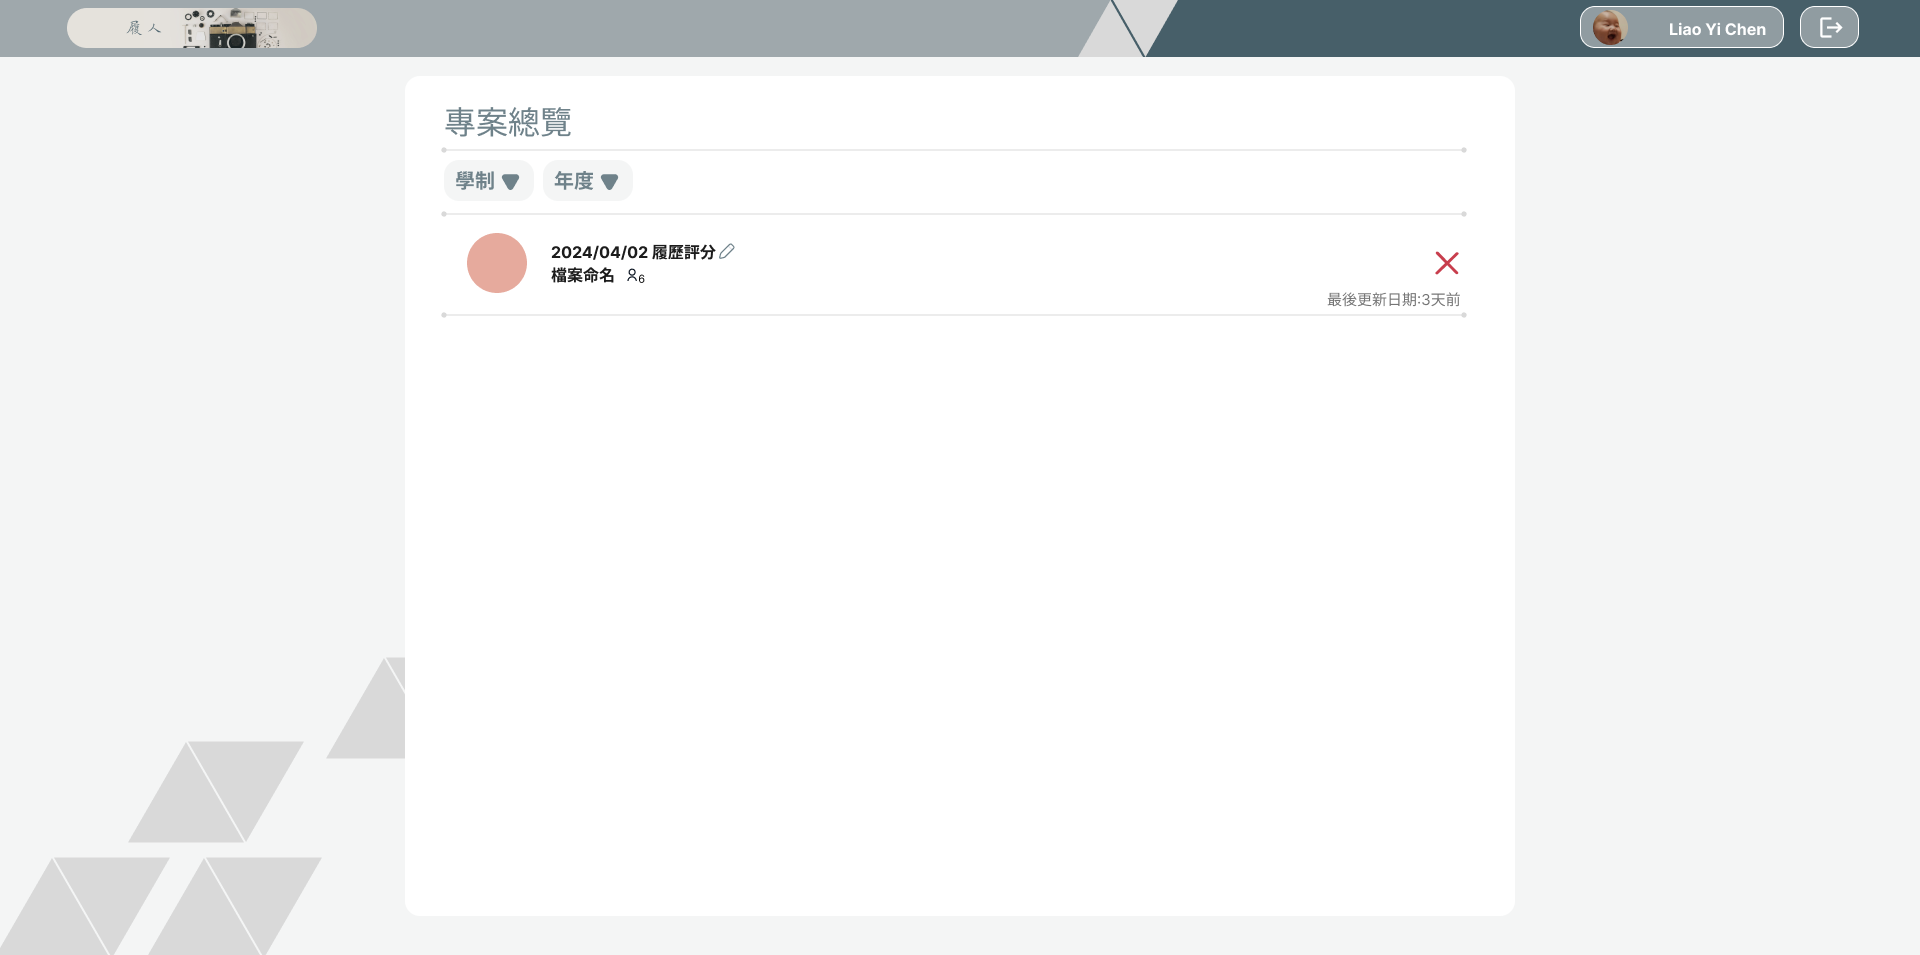 履人
Liao Yi Chen
專案總覽
學制
年度
2024/04/02 履歷評分
檔案命名 6
最後更新日期:3天前